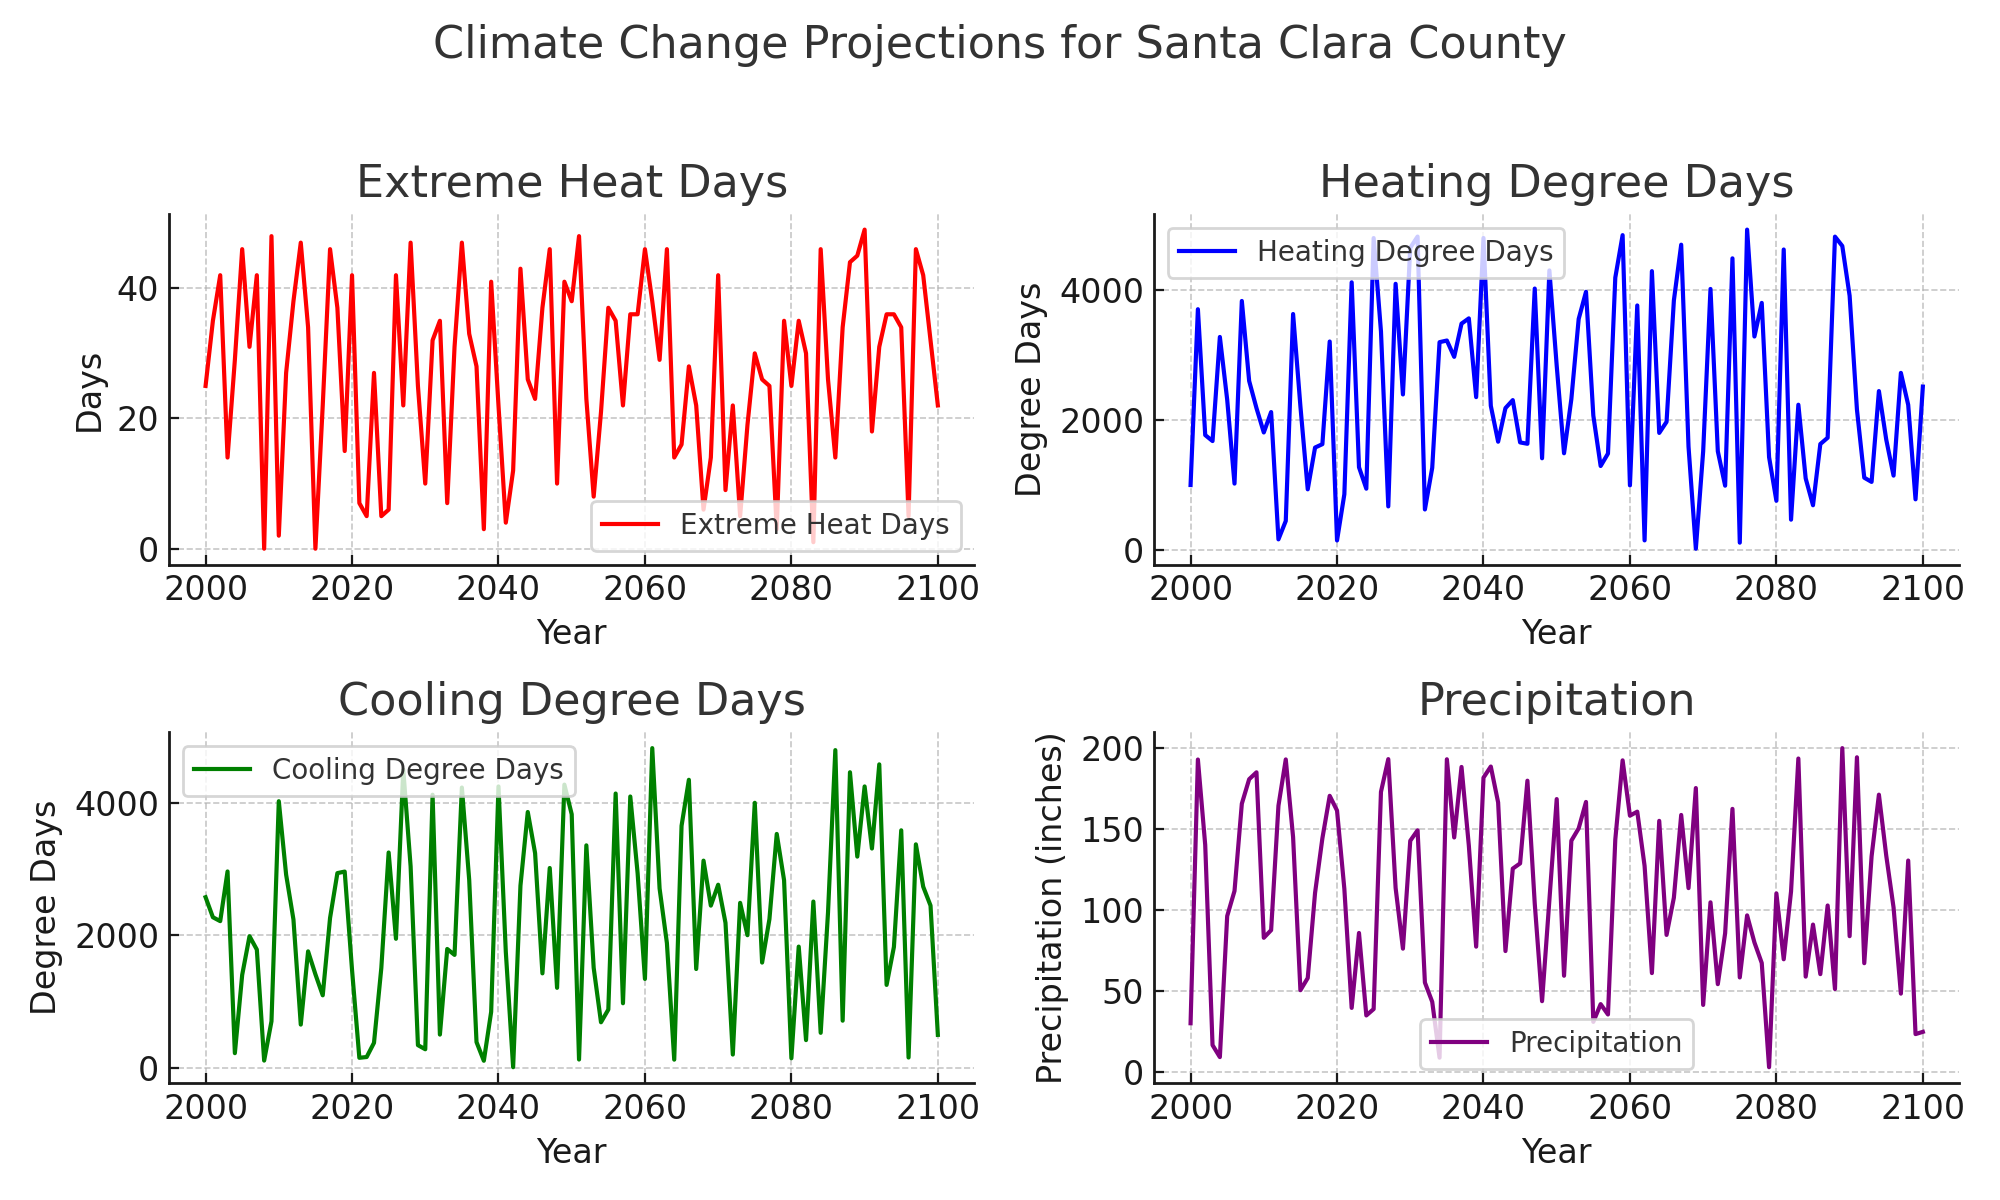 Climate Change Projections for Santa Clara County
Extreme Heat Days
Days
40
20
0
Extreme Heat Days
2000 2020 2040 2060 2080 2100
Year
Heating Degree Days
Degree Days
4000
2000
0
Heating Degree Days
2000 2020 2040 2060 2080 2100
Year
Cooling Degree Days
Degree Days
4000
2000
0
Cooling Degree Days
2000 2020 2040 2060 2080 2100
Year
Precipitation
Precipitation (inches)
200
150
100
50
0
Precipitation
2000 2020 2040 2060 2080 2100
Year